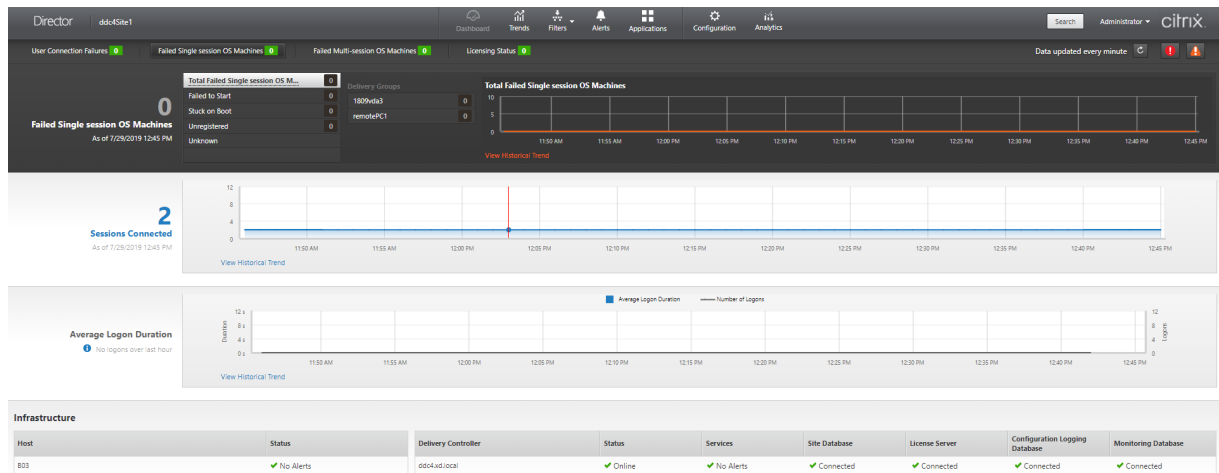 Director ddc4Site1 Dashboard Trends Filters Alerts Applications Configuration Analytics Search Administrator citrix
User Connection Failures 0 Failed Single session OS Machines 0 Failed Multi-session OS Machines 0 Licensing Status 0 Data updated every minute
0
Failed Single session OS Machines
As of 7/29/2019 12:45 PM
Total Failed Single session OS M... 0
Failed to Start 0
Stuck on Boot 0
Unregistered 0
Unknown
Delivery Groups
1809vda3 0
remotePC1 0
Total Failed Single session OS Machines
10
5
0
11:50 AM 11:55 AM 12:00 PM 12:05 PM 12:10 PM 12:15 PM 12:20 PM 12:25 PM 12:30 PM 12:35 PM 12:40 PM 12:45 PM
View Historical Trend
2
Sessions Connected
As of 7/29/2019 12:45 PM
12
8
4
0
11:50 AM 11:55 AM 12:00 PM 12:05 PM 12:10 PM 12:15 PM 12:20 PM 12:25 PM 12:30 PM 12:35 PM 12:40 PM 12:45 PM
View Historical Trend
Average Logon Duration
No logons over last hour
Average Logon Duration Number of Logons
Duration
12 s
8 s
4 s
0 s
12
8
4
0
Logons
11:50 AM 11:55 AM 12:00 PM 12:05 PM 12:10 PM 12:15 PM 12:20 PM 12:25 PM 12:30 PM 12:35 PM 12:40 PM 12:45 PM
View Historical Trend
Infrastructure
Host Status
B03 No Alerts
Delivery Controller Status Services Site Database License Server Configuration Logging Database Monitoring Database
ddc4.xd.local Online No Alerts Connected Connected Connected Connected